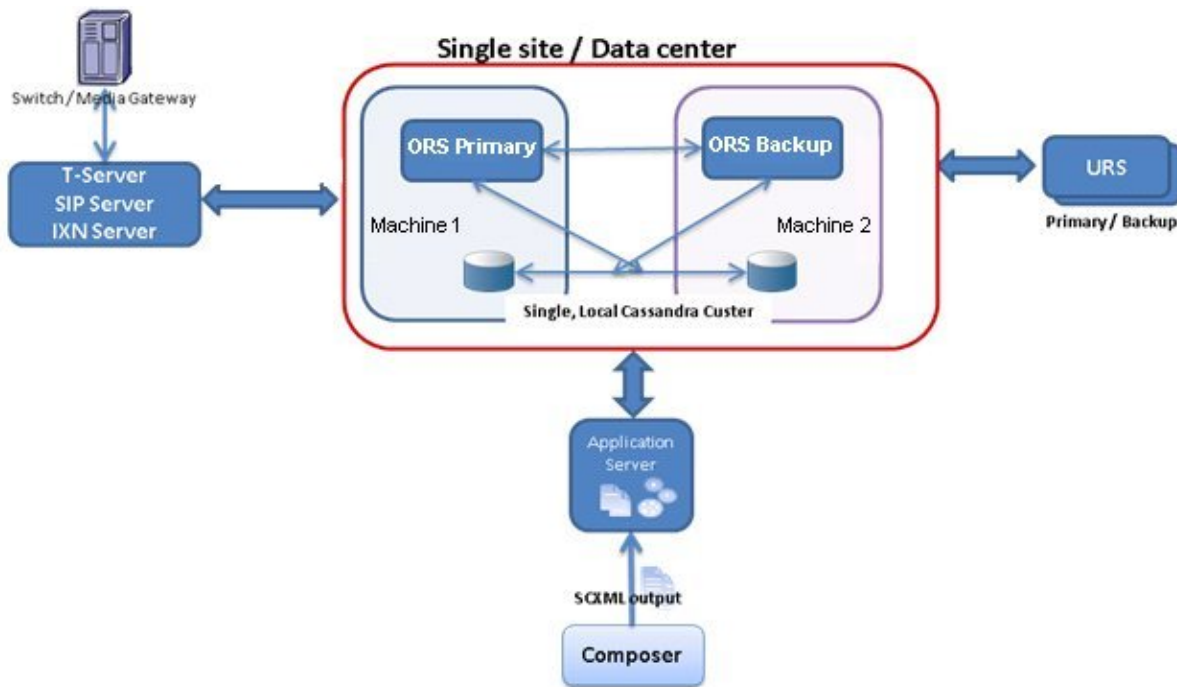 Single site / Data center
Switch / Media Gateway
ORS Primary
ORS Backup
T-Server
SIP Server
IXN Server
URS
Machine 1
Machine 2
Primary / Backup
Single, Local Cassandra Custer
Application
Server
SCXML output
Composer